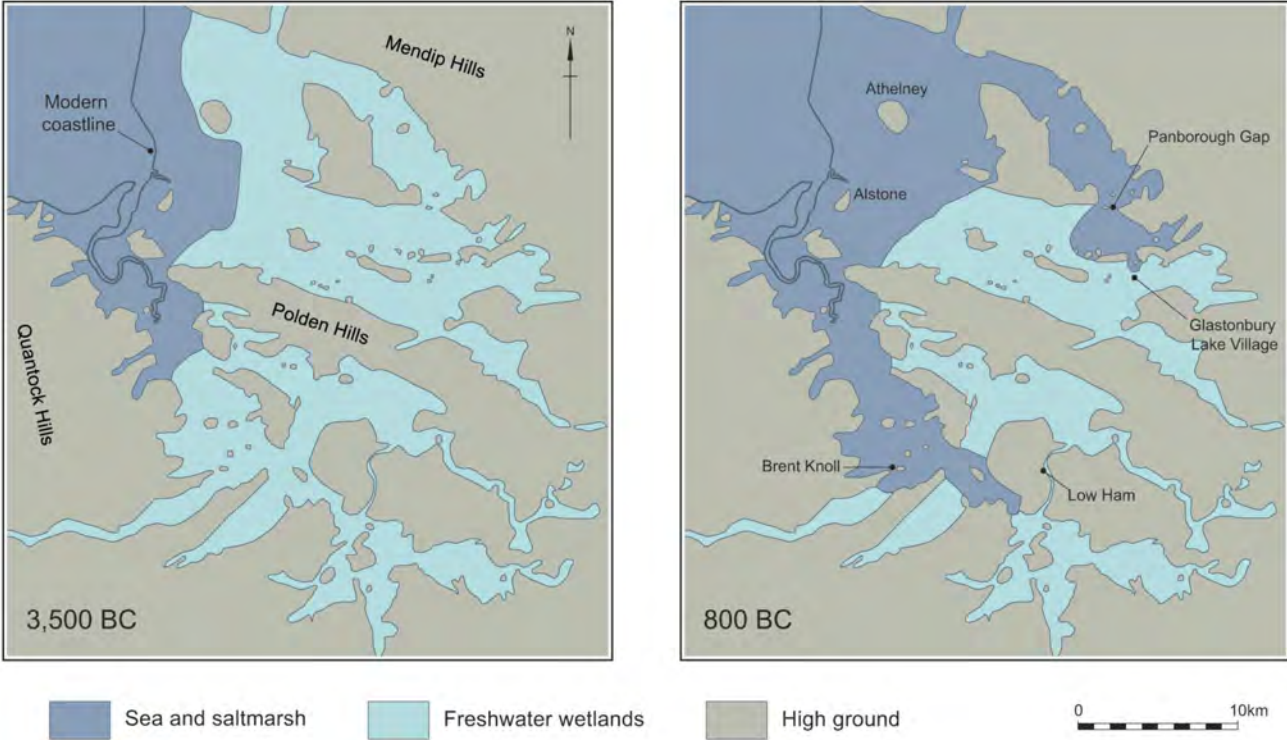 Mendip Hills
N
Modern
coastline
Polden Hills
Quantock Hills
3,500 BC
Athelney
Panborough Gap
Alstone
Glastonbury
Lake Village
Brent Knoll
Low Ham
800 BC
Sea and saltmarsh
Freshwater wetlands
High ground
0 10km